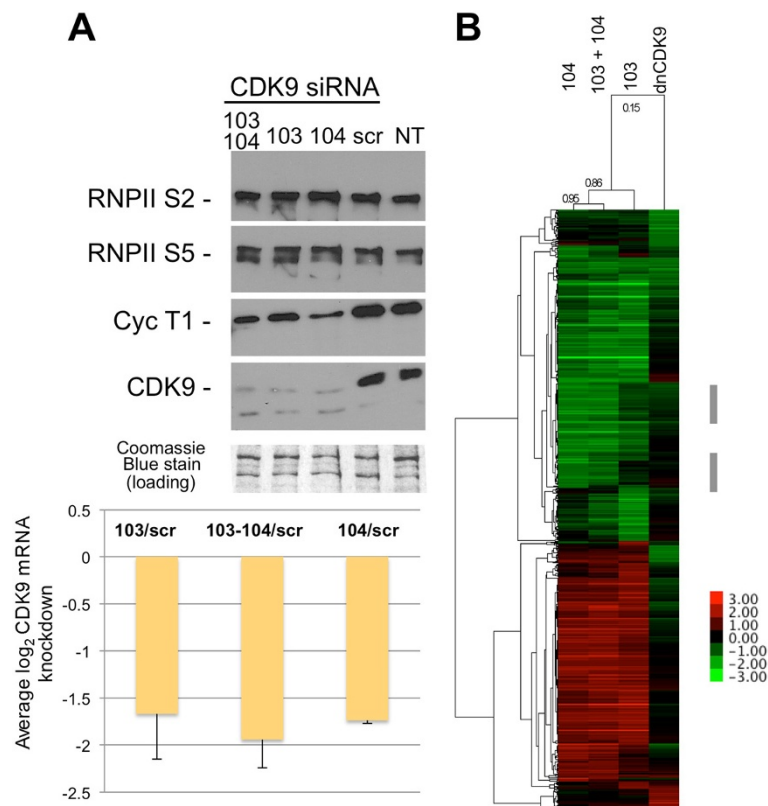 A
CDK9 siRNA
103
104 103 104 scr NT
RNPII S2 -
RNPII S5 -
Cyc T1 -
CDK9 -
Coomassie
Blue stain
(loading)
0.5
0
-0.5
-1
-1.5
-2
-2.5
Average log₂ CDK9 mRNA
knockdown
103/scr 103-104/scr 104/scr
B
104
103 + 104
103
dnCDK9
0.15
0.86
0.95
3.00
2.00
1.00
0.00
-1.00
-2.00
-3.00